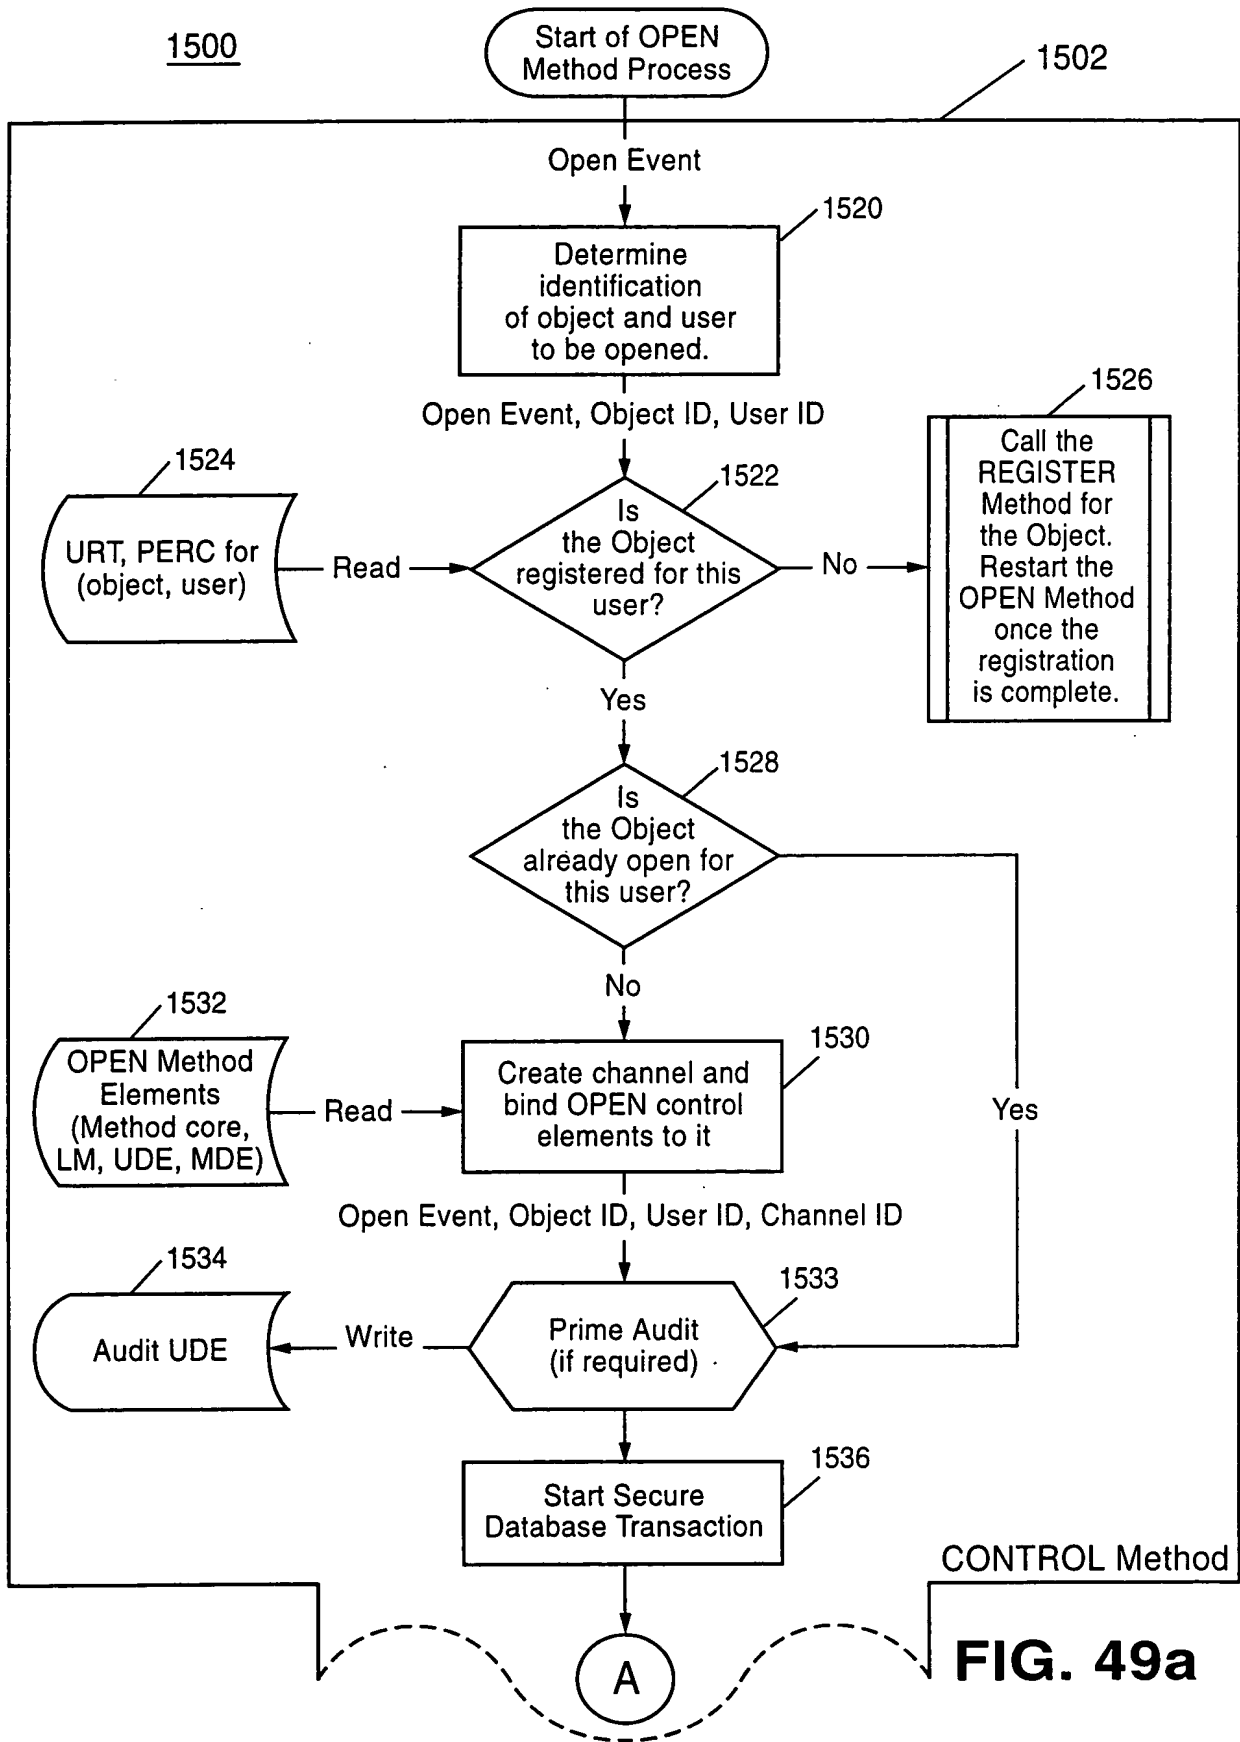 1500
Start of OPEN
Method Process
1502
Open Event
1520
Determine
identification
of object and user
to be opened.
Open Event, Object ID, User ID
1526
Call the
REGISTER
Method for
the Object.
Restart the
OPEN Method
once the
registration
is complete.
1524
URT, PERC for
(object, user)
Read
1522
Is
the Object
registered for this
user?
No
Yes
1528
Is
the Object
already open for
this user?
No
Yes
1532
OPEN Method
Elements
(Method core,
LM, UDE, MDE)
Read
1530
Create channel and
bind OPEN control
elements to it
Open Event, Object ID, User ID, Channel ID
1534
Audit UDE
Write
1533
Prime Audit
(if required)
1536
Start Secure
Database Transaction
CONTROL Method
A
FIG. 49a